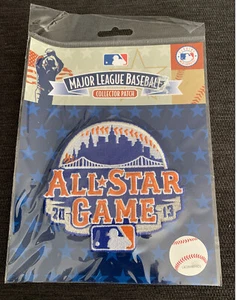 MAJOR LEAGUE BASEBALL
COLLECTOR PATCH
ALL★STAR
20 13
GAME